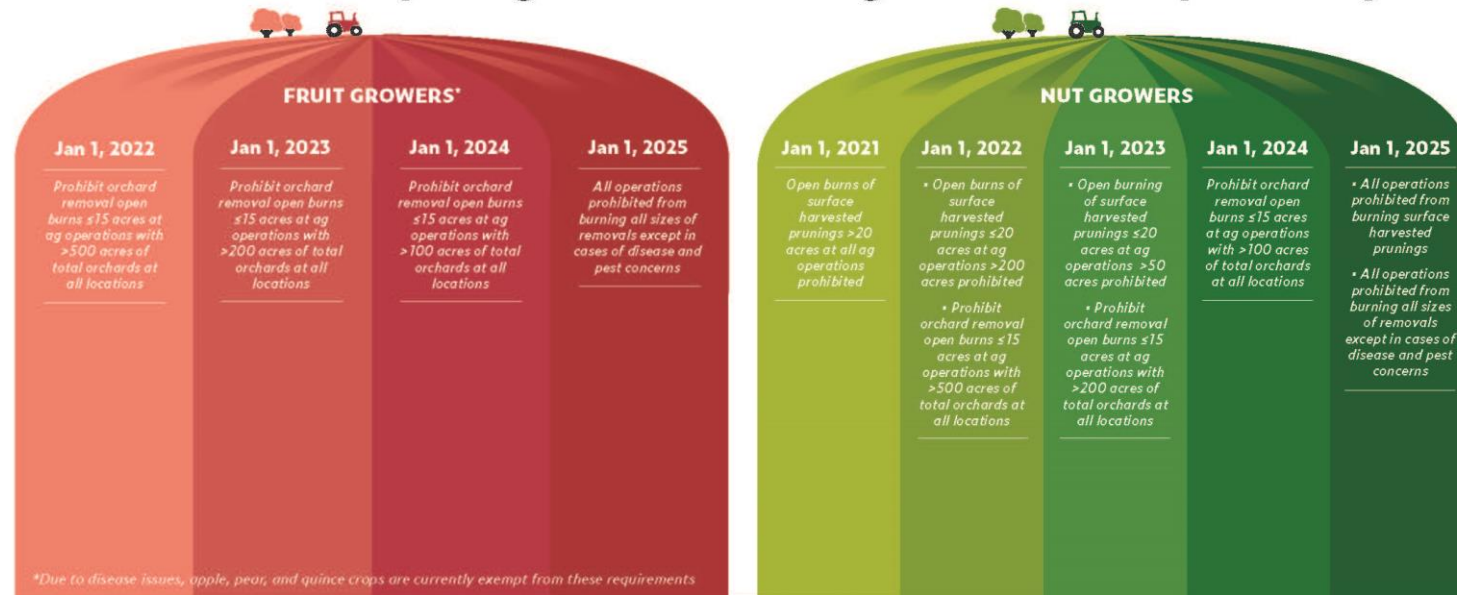 FRUIT GROWERS*
Jan 1, 2022
Prohibit orchard
removal open
burns ≤15 acres at
ag operations with
>500 acres of
total orchards at
all locations
Jan 1, 2023
Prohibit orchard
removal open burns
≤15 acres at ag
operations with
>200 acres of total
orchards at all
locations
Jan 1, 2024
Prohibit orchard
removal open burns
≤15 acres at ag
operations with
>100 acres of total
orchards at all
locations
Jan 1, 2025
All operations
prohibited from
burning all sizes of
removals except in
cases of disease and
pest concerns
*Due to disease issues, apple, pear, and quince crops are currently exempt from these requirements
NUT GROWERS
Jan 1, 2021
Open burns of
surface
harvested
prunings >20
acres at all ag
operations
prohibited
Jan 1, 2022
• Open burns of
surface
harvested
prunings ≤20
acres at ag
operations >200
acres prohibited
• Prohibit
orchard removal
open burns ≤15
acres at ag
operations with
>500 acres of
total orchards at
all locations
Jan 1, 2023
• Open burning
of surface
harvested
prunings ≤20
acres at ag
operations >50
acres prohibited
• Prohibit
orchard removal
open burns ≤15
acres at ag
operations with
>200 acres of
total orchards at
all locations
Jan 1, 2024
Prohibit orchard
removal open
burns ≤15 acres
at ag operations
with >100 acres
of total orchards
at all locations
Jan 1, 2025
• All operations
prohibited from
burning surface
harvested
prunings
• All operations
prohibited from
burning all sizes
of removals
except in cases of
disease and pest
concerns